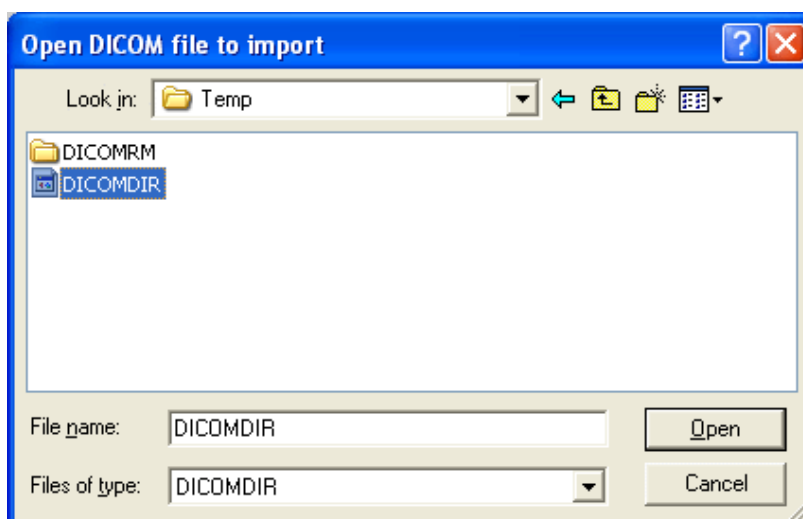 Open DICOM file to import
Look in: Temp
DICOMRM
DICOMDIR
File name: DICOMDIR Open
Files of type: DICOMDIR Cancel